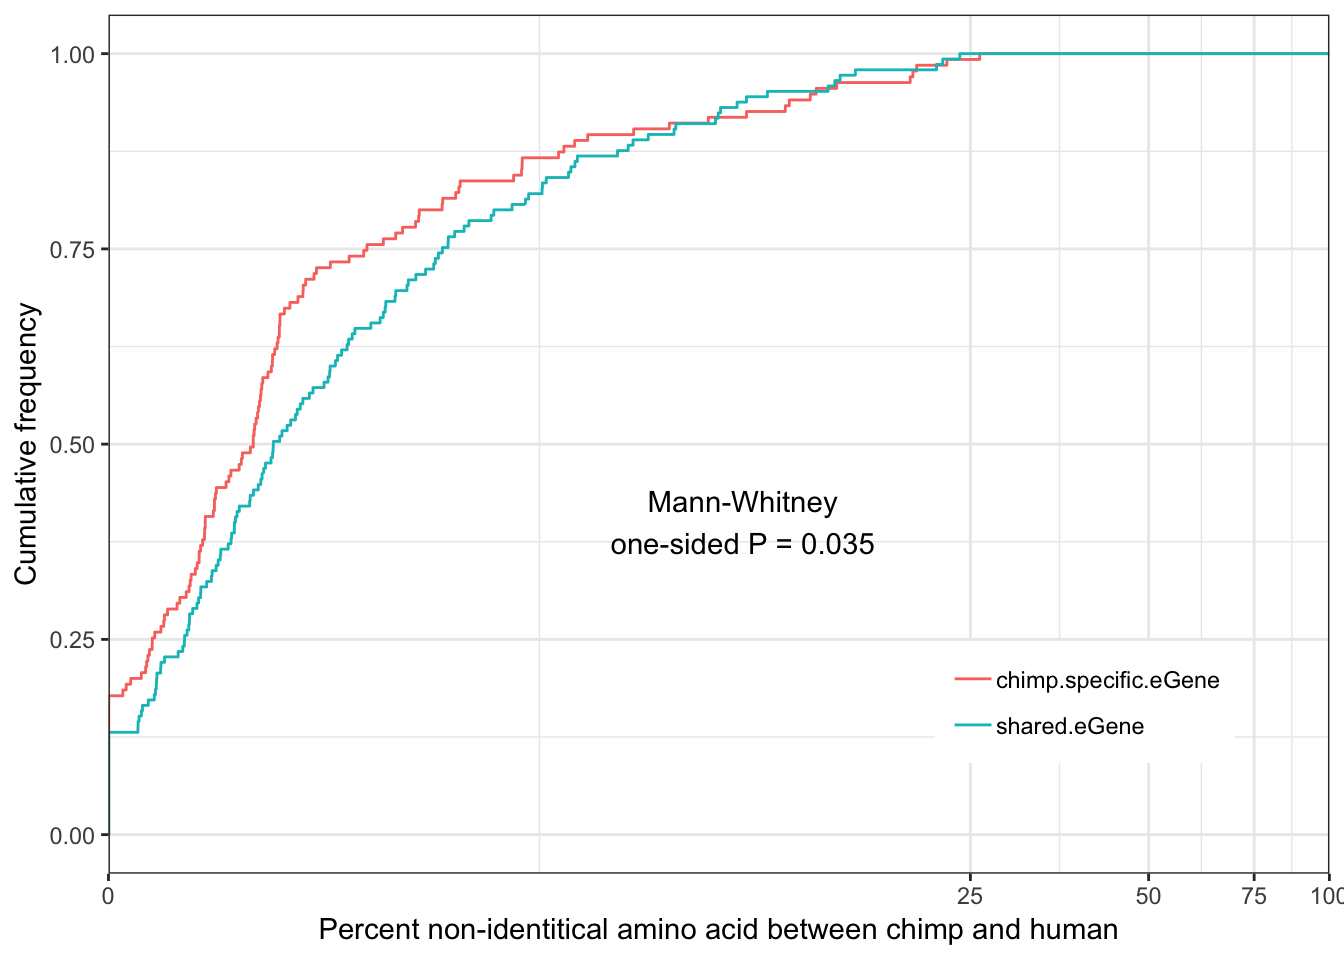 1.00
0.75
0.50
0.25
0.00
Cumulative frequency
Mann-Whitney
one-sided P = 0.035
chimp.specific.eGene
shared.eGene
0 25 50 75 100
Percent non-identitical amino acid between chimp and human